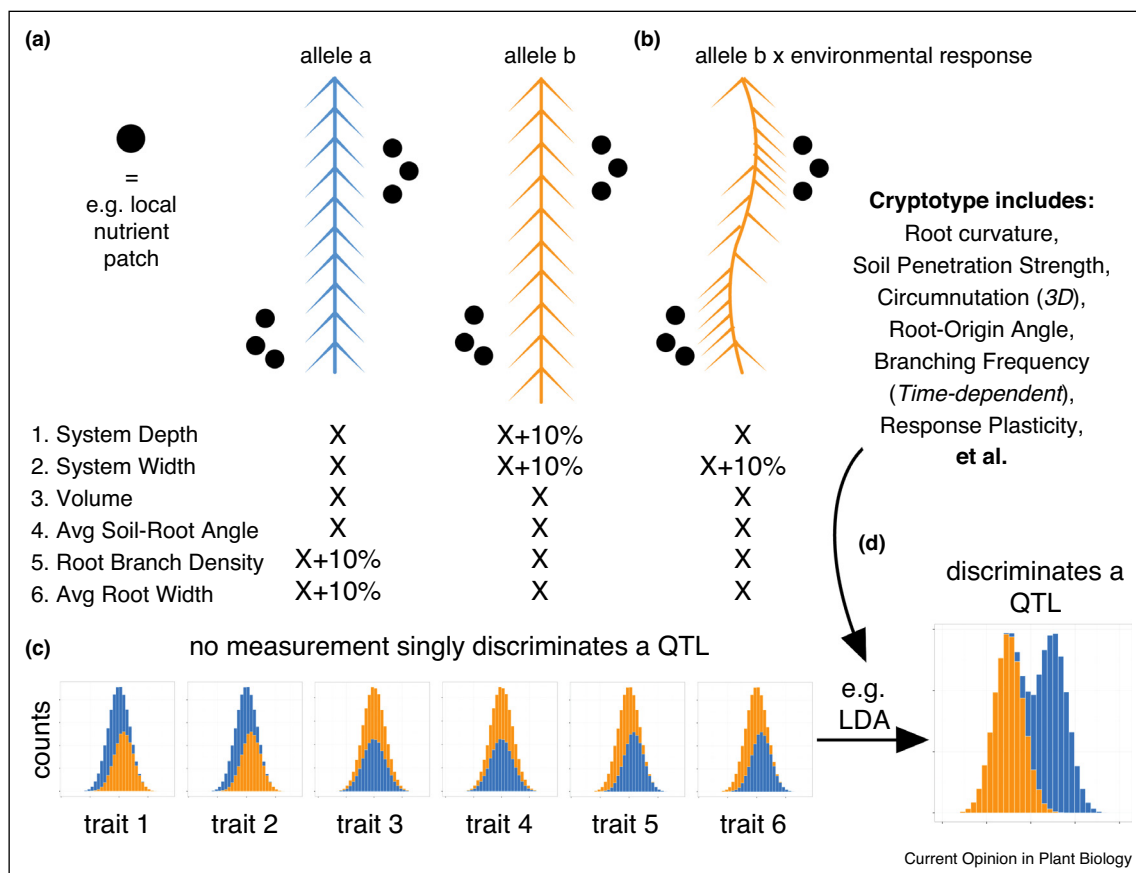 (a)
allele a
allele b
(b)
allele b x environmental response
=
e.g. local
nutrient
patch
Cryptotype includes:
Root curvature,
Soil Penetration Strength,
Circumnutation (3D),
Root-Origin Angle,
Branching Frequency
(Time-dependent),
Response Plasticity,
et al.
1. System Depth X X+10% X
2. System Width X X+10% X+10%
3. Volume X X X
4. Avg Soil-Root Angle X X X
5. Root Branch Density X+10% X X
6. Avg Root Width X+10% X X
(c)
no measurement singly discriminates a QTL
counts
trait 1 trait 2 trait 3 trait 4 trait 5 trait 6
e.g.
LDA
(d)
discriminates a
QTL
Current Opinion in Plant Biology